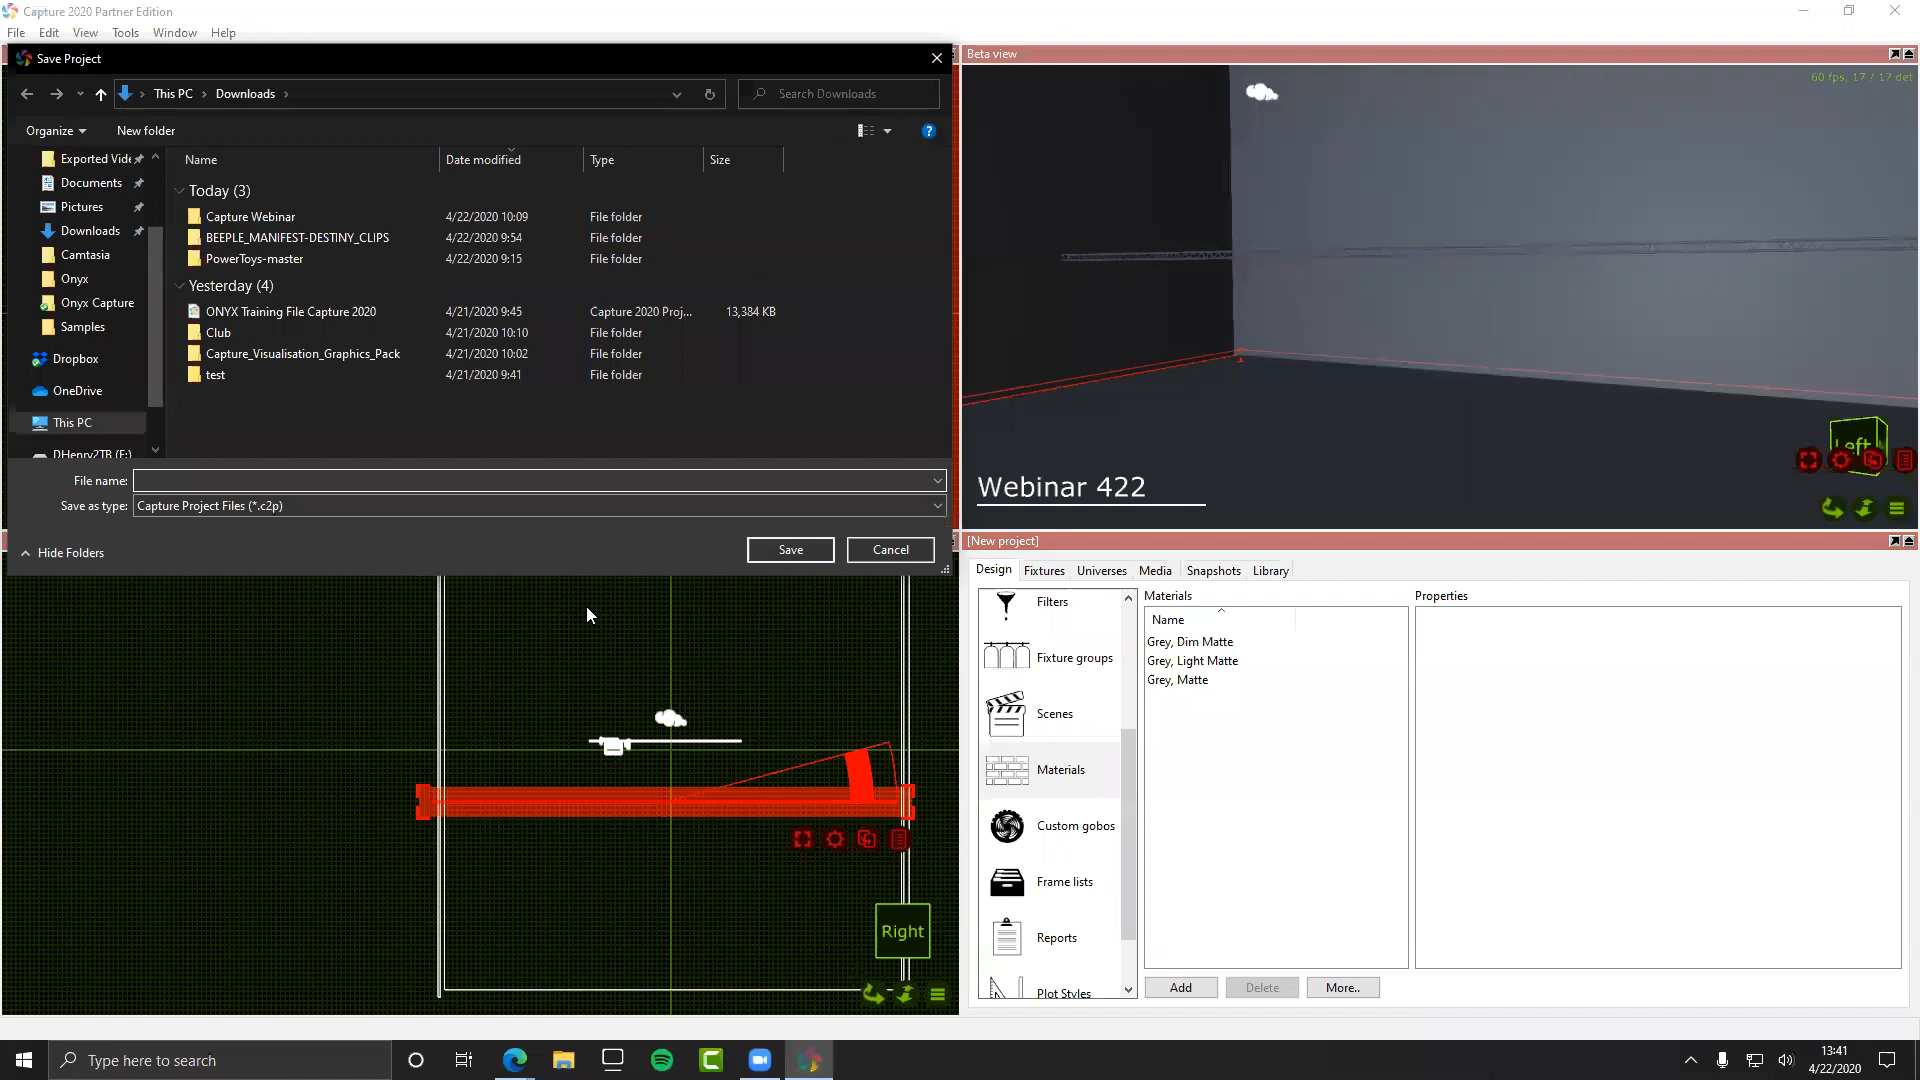 Capture 2020 Partner Edition
File Edit View Tools Window Help
Save Project
This PC > Downloads >
Search Downloads
Organize New folder
Name Date modified Type Size
Exported Vide
Documents
Pictures
Downloads
Camtasia
Onyx
Onyx Capture
Samples
Dropbox
OneDrive
This PC
DHenry2TB (F:)
Today (3)
Capture Webinar 4/22/2020 10:09 File folder
BEEPLE_MANIFEST-DESTINY_CLIPS 4/22/2020 9:54 File folder
PowerToys-master 4/22/2020 9:15 File folder
Yesterday (4)
ONYX Training File Capture 2020 4/21/2020 9:45 Capture 2020 Proj... 13,384 KB
Club 4/21/2020 10:10 File folder
Capture_Visualisation_Graphics_Pack 4/21/2020 10:02 File folder
test 4/21/2020 9:41 File folder
File name:
Save as type: Capture Project Files (*.c2p)
Hide Folders
Save Cancel
Beta view
60 fps, 17 / 17 det
Left
Webinar 422
Right
[New project]
Design Fixtures Universes Media Snapshots Library
Filters
Fixture groups
Scenes
Materials
Custom gobos
Frame lists
Reports
Plot Styles
Materials
Name
Grey, Dim Matte
Grey, Light Matte
Grey, Matte
Add Delete More..
Properties
Type here to search
13:41
4/22/2020